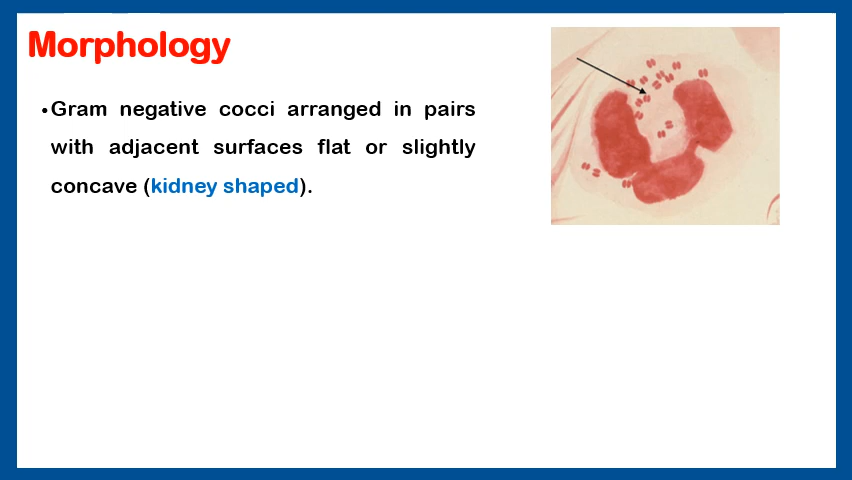 Morphology
•Gram negative cocci arranged in pairs
with adjacent surfaces flat or slightly
concave (kidney shaped).